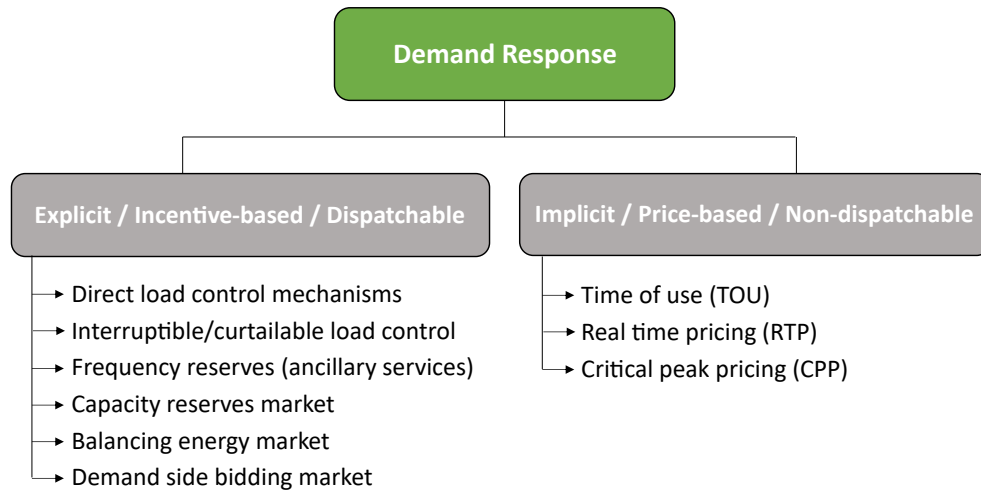 Demand Response
Explicit / Incentive-based / Dispatchable
Direct load control mechanisms
Interruptible/curtailable load control
Frequency reserves (ancillary services)
Capacity reserves market
Balancing energy market
Demand side bidding market
Implicit / Price-based / Non-dispatchable
Time of use (TOU)
Real time pricing (RTP)
Critical peak pricing (CPP)